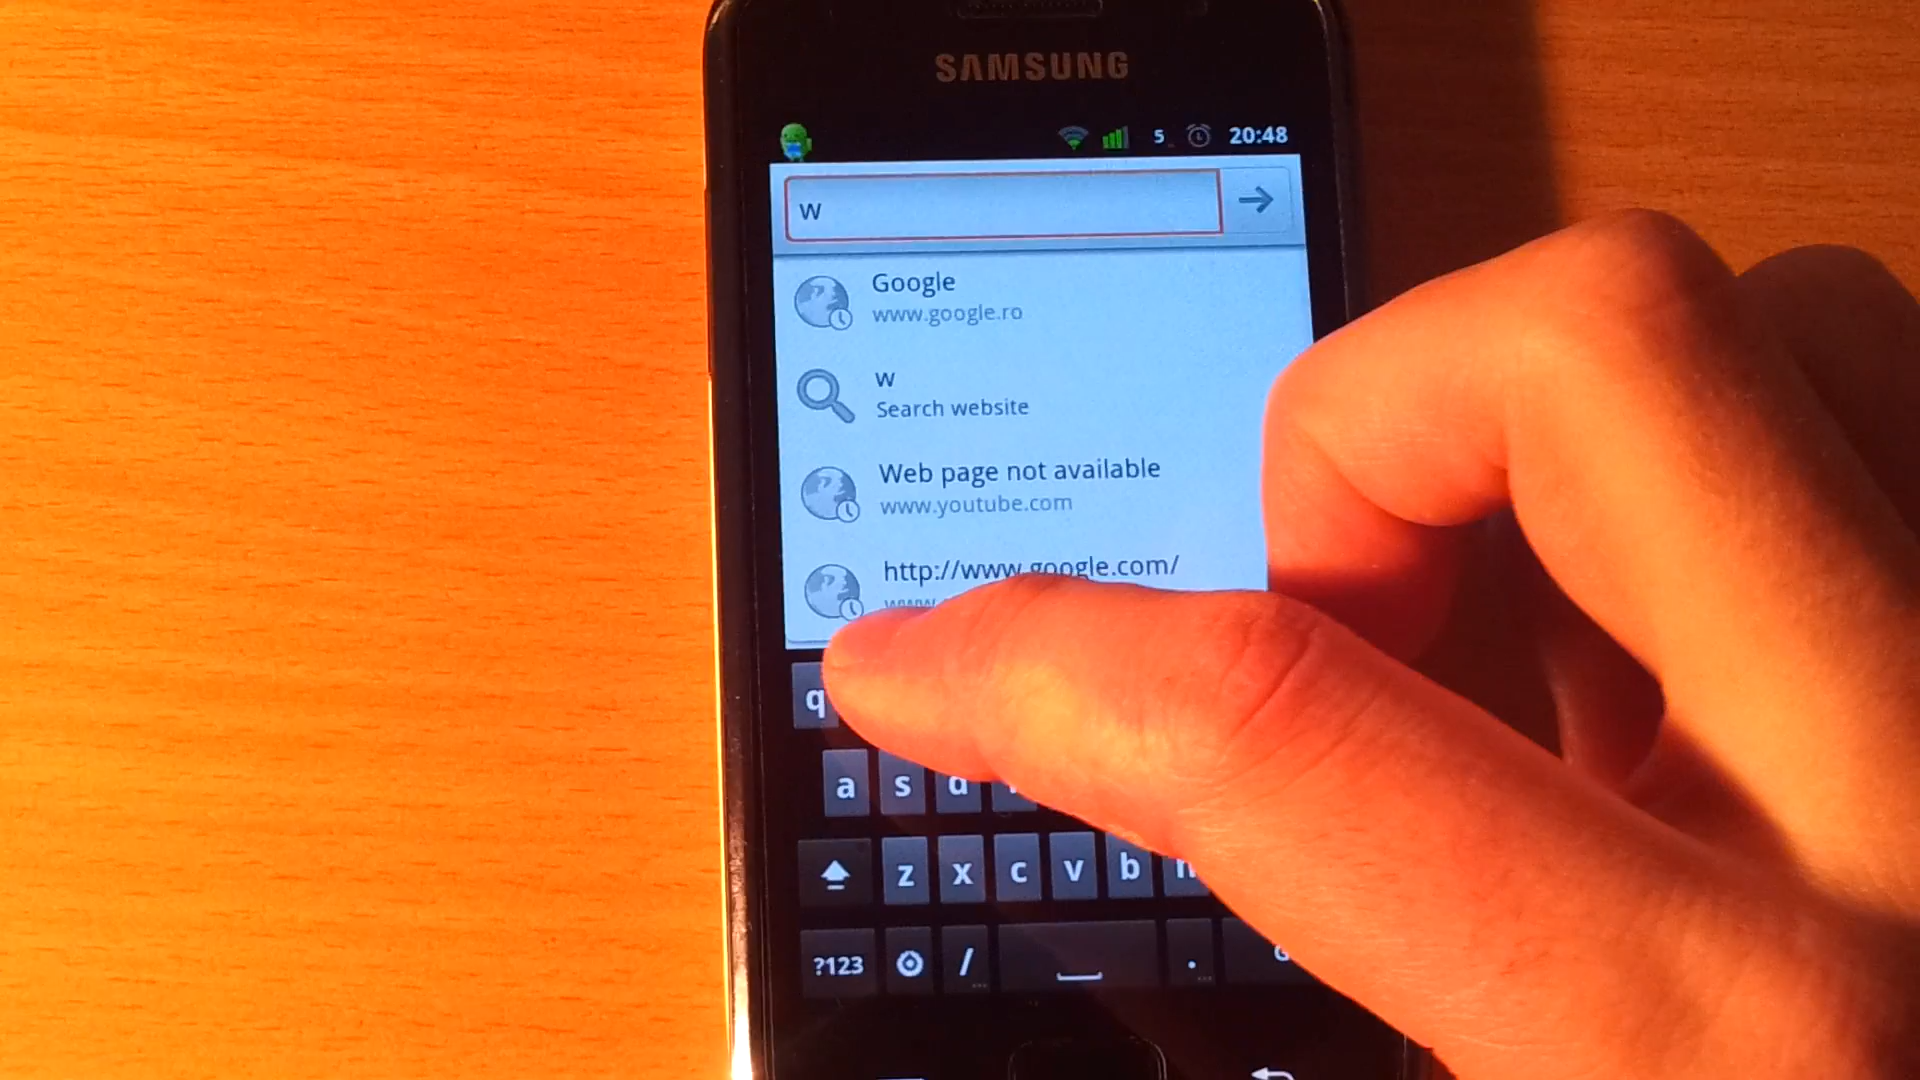 SAMSUNG
5 20:48
w
Google
www.google.ro
w
Search website
Web page not available
www.youtube.com
http://www.google.com/
q
a s d
z x c v b n
?123 / .